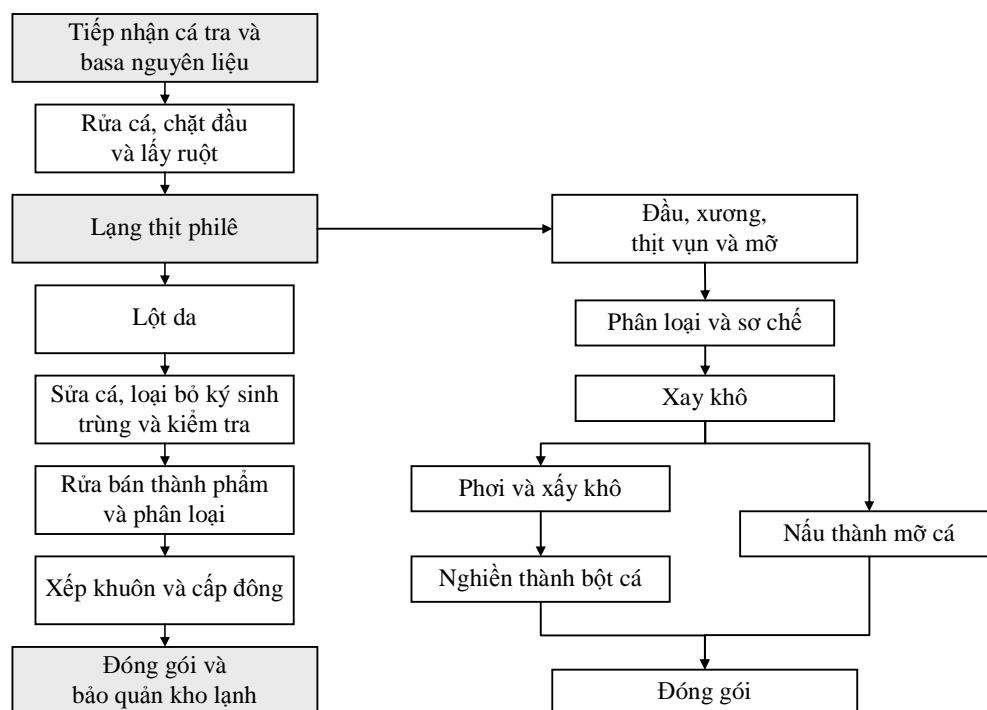 Tiếp nhận cá tra và
basa nguyên liệu
Rửa cá, chặt đầu
và lấy ruột
Lạng thịt philê
Lột da
Sửa cá, loại bỏ ký sinh
trùng và kiểm tra
Rửa bán thành phẩm
và phân loại
Xếp khuôn và cấp đông
Đóng gói và
bảo quản kho lạnh
Đầu, xương,
thịt vụn và mỡ
Phân loại và sơ chế
Xay khô
Phơi và xấy khô
Nghiền thành bột cá
Nấu thành mỡ cá
Đóng gói